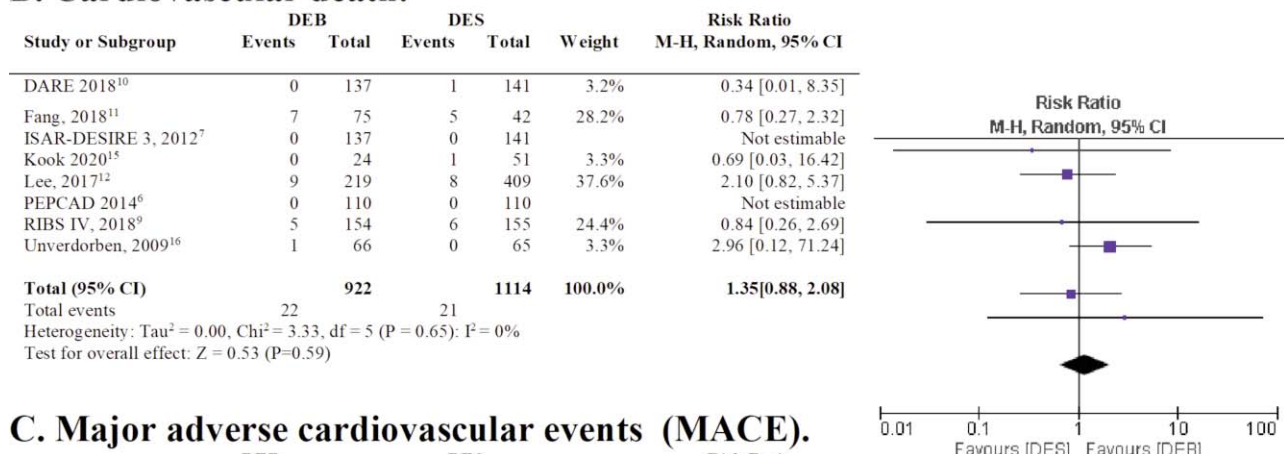 B. Cardiovascular death.
DEB DES Risk Ratio
Study or Subgroup Events Total Events Total Weight M-H, Random, 95% CI
DARE 2018¹⁰ 0 137 1 141 3.2% 0.34 [0.01, 8.35]
Fang, 2018¹¹ 7 75 5 42 28.2% 0.78 [0.27, 2.32]
ISAR-DESIRE 3, 2012⁷ 0 137 0 141 Not estimable
Kook 2020¹⁵ 0 24 1 51 3.3% 0.69 [0.03, 16.42]
Lee, 2017¹² 9 219 8 409 37.6% 2.10 [0.82, 5.37]
PEPCAD 2014⁶ 0 110 0 110 Not estimable
RIBS IV, 2018⁹ 5 154 6 155 24.4% 0.84 [0.26, 2.69]
Unverdorben, 2009¹⁶ 1 66 0 65 3.3% 2.96 [0.12, 71.24]
Total (95% CI) 922 1114 100.0% 1.35[0.88, 2.08]
Total events 22 21
Heterogeneity: Tau² = 0.00, Chi² = 3.33, df = 5 (P = 0.65): I² = 0%
Test for overall effect: Z = 0.53 (P=0.59)
Risk Ratio
M-H, Random, 95% CI
0.01 0.1 1 10 100
Favours [DES] Favours [DEB]
C. Major adverse cardiovascular events (MACE).